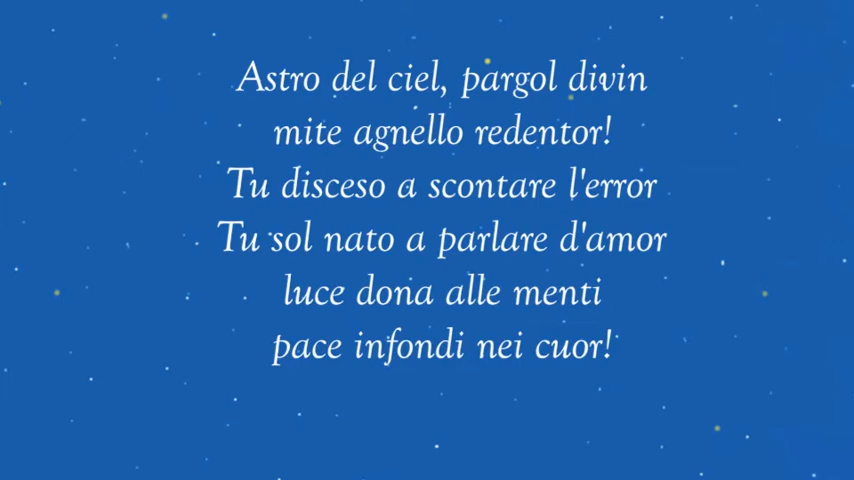 Astro del ciel, pargol divin
mite agnello redentor!
Tu disceso a scontare l'error
Tu sol nato a parlare d'amor
luce dona alle menti
pace infondi nei cuor!